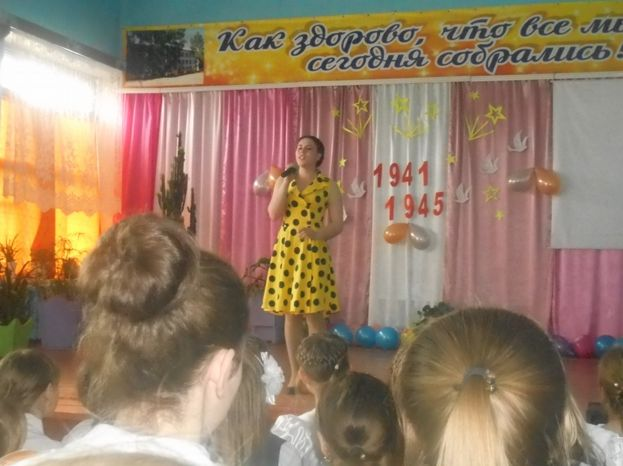 Как здорово, что все мы
сегодня собрались!
1941
1945